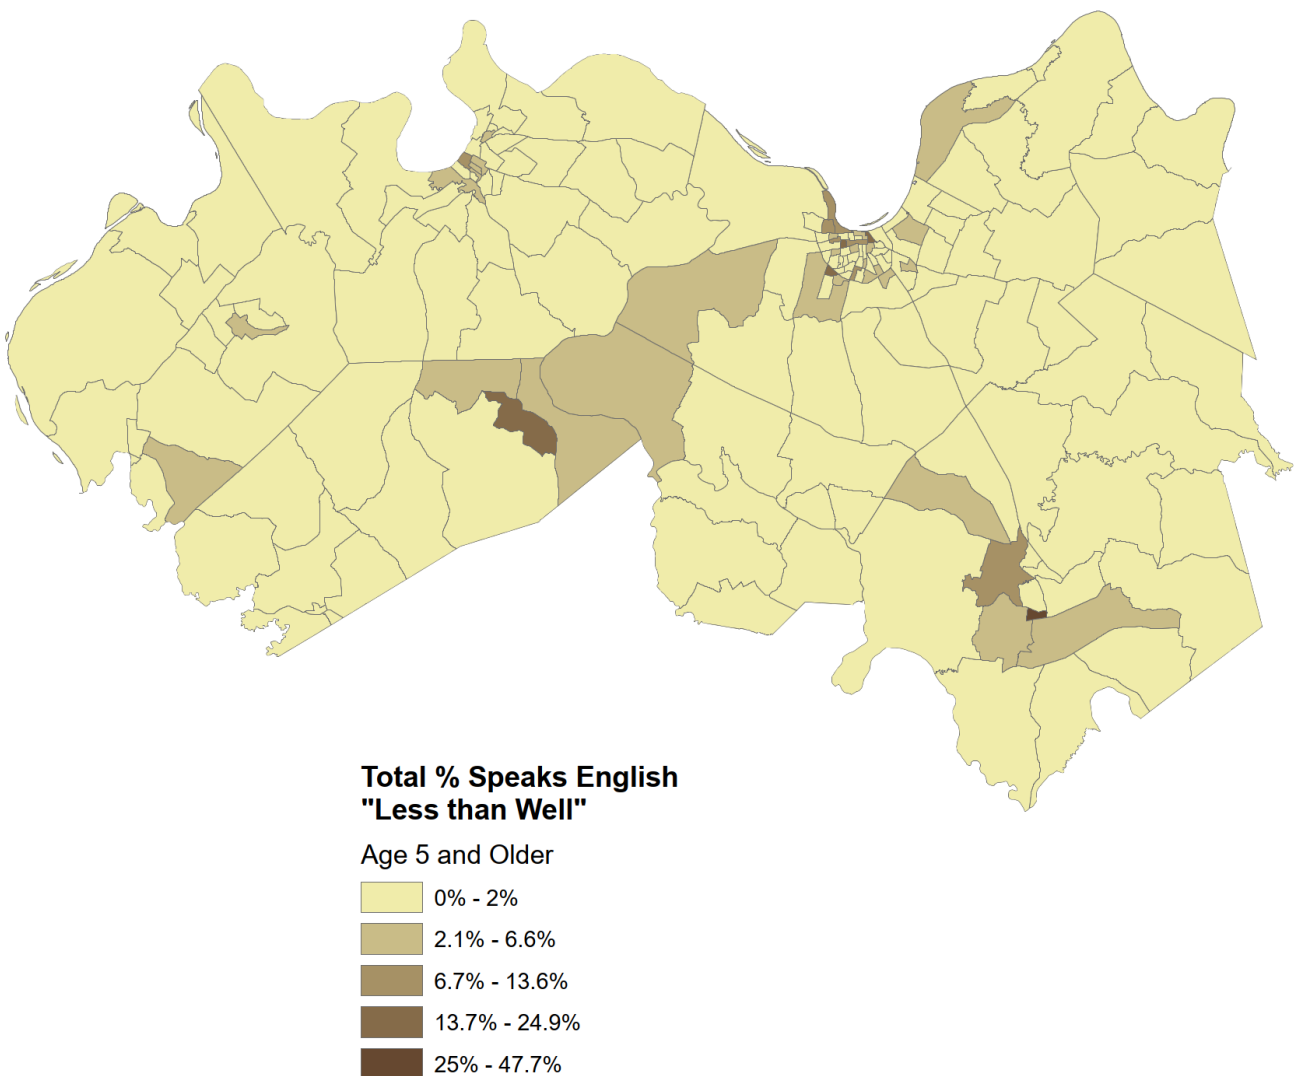 Total % Speaks English
"Less than Well"
Age 5 and Older
0% - 2%
2.1% - 6.6%
6.7% - 13.6%
13.7% - 24.9%
25% - 47.7%